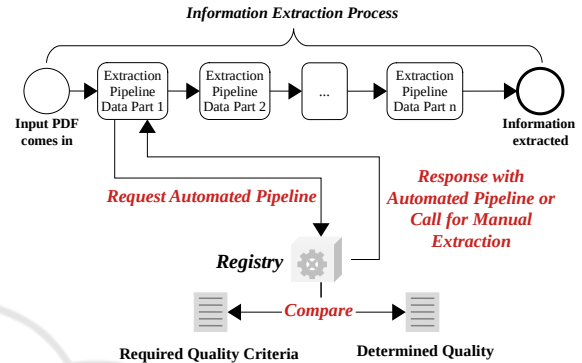 Information Extraction Process
Extraction
Pipeline
Data Part 1
Extraction
Pipeline
Data Part 2
...
Extraction
Pipeline
Data Part n
Input PDF
comes in
Information
extracted
Request Automated Pipeline
Response with
Automated Pipeline or
Call for Manual
Extraction
Registry
Compare
Required Quality Criteria
Determined Quality